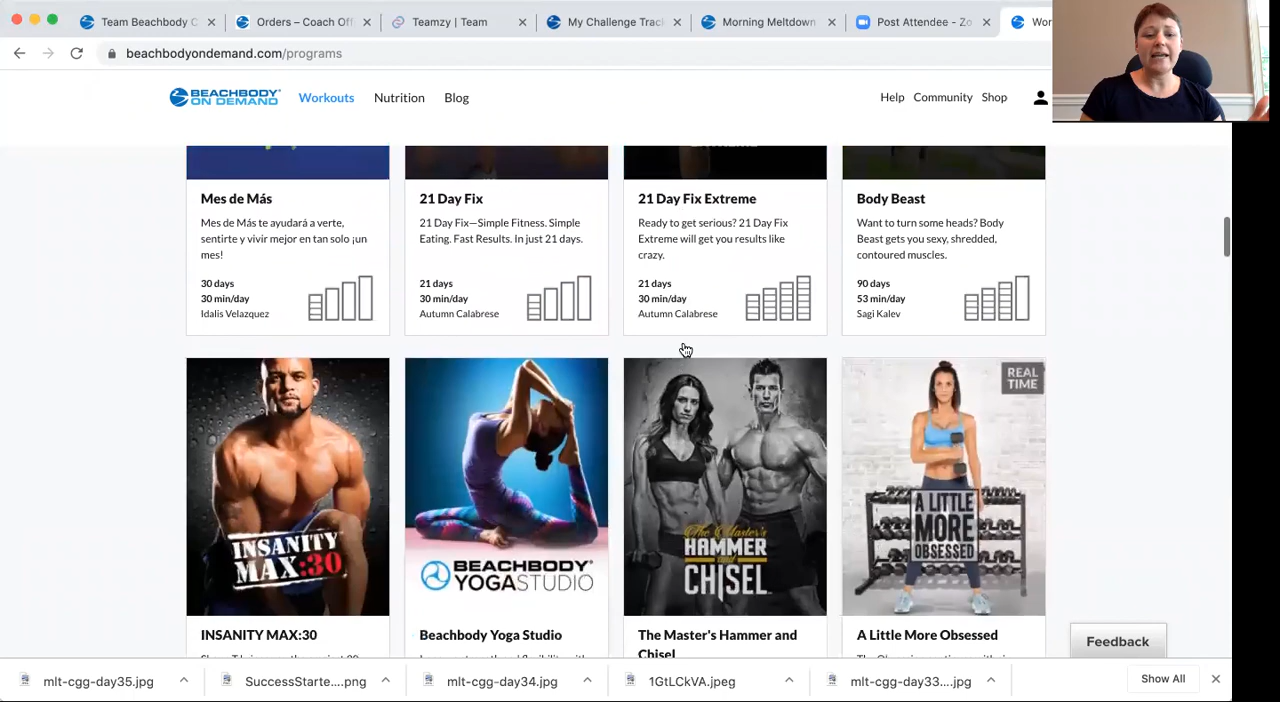 Team Beachbody C
Orders – Coach Off
Teamzy | Team
My Challenge Trac
Morning Meltdown
Post Attendee - Zo
Wor
beachbodyondemand.com/programs
BEACHBODY
ON DEMAND
Workouts
Nutrition
Blog
Help
Community
Shop
Mes de Más
Mes de Más te ayudará a verte,
sentirte y vivir mejor en tan solo ¡un
mes!
30 days
30 min/day
Idalis Velazquez
21 Day Fix
21 Day Fix—Simple Fitness. Simple
Eating. Fast Results. In just 21 days.
21 days
30 min/day
Autumn Calabrese
21 Day Fix Extreme
Ready to get serious? 21 Day Fix
Extreme will get you results like
crazy.
21 days
30 min/day
Autumn Calabrese
Body Beast
Want to turn some heads? Body
Beast gets you sexy, shredded,
contoured muscles.
90 days
53 min/day
Sagi Kalev
INSANITY
MAX:30
BEACHBODY
YOGASTUDIO
The Master's
HAMMER
and
CHISEL
REAL
TIME
A LITTLE
MORE
OBSESSED
INSANITY MAX:30
Beachbody Yoga Studio
The Master's Hammer and
Chisel
A Little More Obsessed
Feedback
mlt-cgg-day35.jpg
SuccessStarte....png
mlt-cgg-day34.jpg
1GtLCkVA.jpeg
mlt-cgg-day33....jpg
Show All